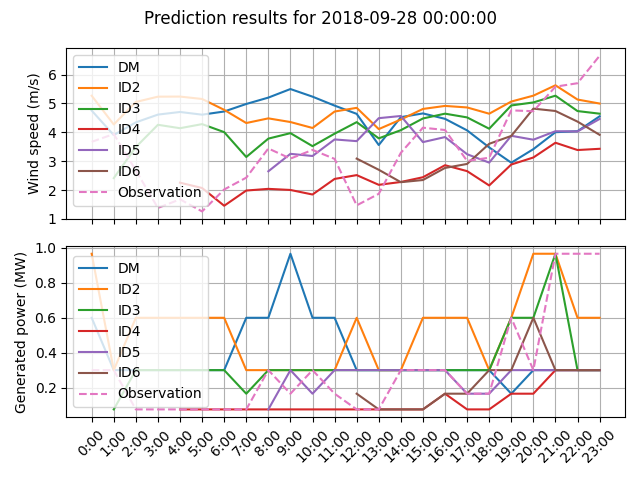 Prediction results for 2018-09-28 00:00:00
Wind speed (m/s)
6
5
4
3
2
1
DM
ID2
ID3
ID4
ID5
ID6
Observation
Generated power (MW)
1.0
0.8
0.6
0.4
0.2
DM
ID2
ID3
ID4
ID5
ID6
Observation
0:00 1:00 2:00 3:00 4:00 5:00 6:00 7:00 8:00 9:00 10:00 11:00 12:00 13:00 14:00 15:00 16:00 17:00 18:00 19:00 20:00 21:00 22:00 23:00